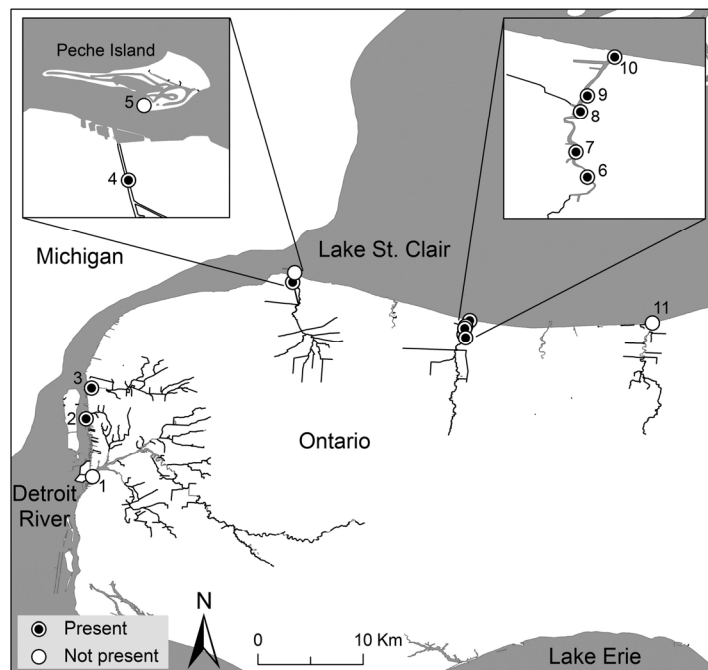 Peche Island
5
4
10
9
8
7
6
Michigan
Lake St. Clair
11
3
2
Ontario
1
Detroit
River
N
Present
Not present
0
10 Km
Lake Erie